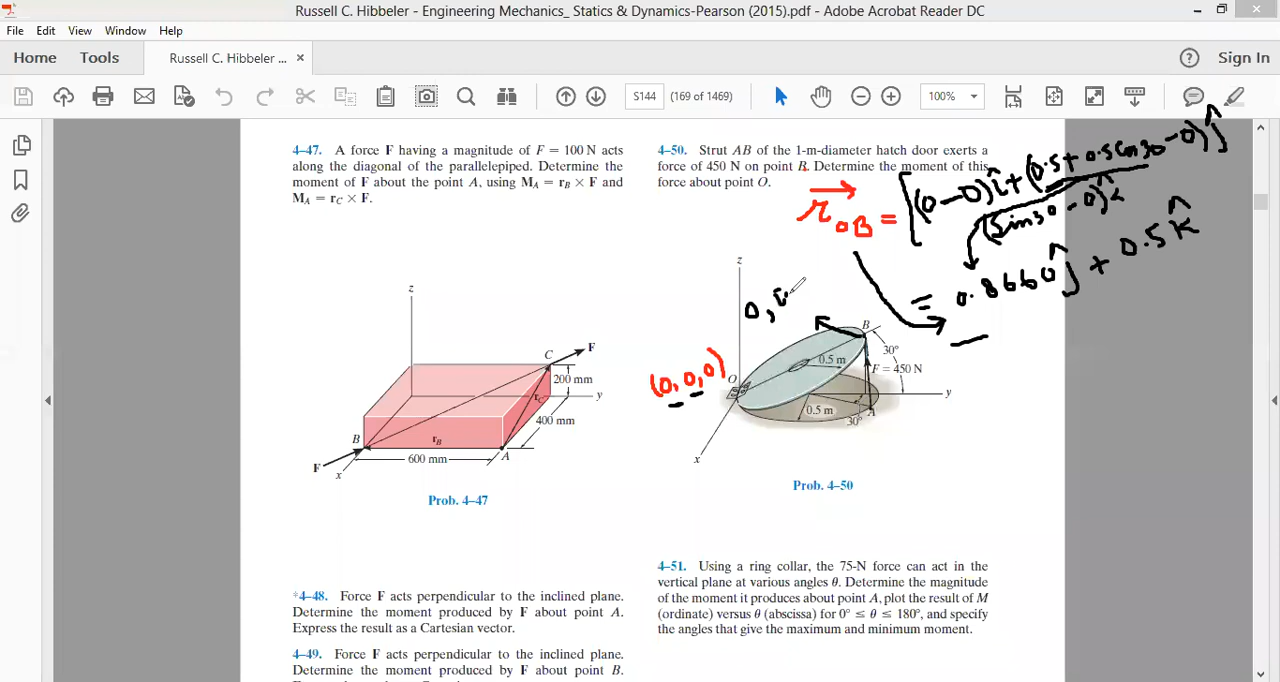 Russell C. Hibbeler - Engineering Mechanics_ Statics & Dynamics-Pearson (2015).pdf - Adobe Acrobat Reader DC
File Edit View Window Help
Home Tools Russell C. Hibbeler ... × Sign In
S144 (169 of 1469) 100%
4–47. A force F having a magnitude of F = 100 N acts
along the diagonal of the parallelepiped. Determine the
moment of F about the point A, using M_A = r_B × F and
M_A = r_C × F.
z
C
F
200 mm
y
r_C
400 mm
B
r_B
A
F
x
600 mm
Prob. 4–47
*4–48. Force F acts perpendicular to the inclined plane.
Determine the moment produced by F about point A.
Express the result as a Cartesian vector.
4–49. Force F acts perpendicular to the inclined plane.
Determine the moment produced by F about point B.
4–50. Strut AB of the 1-m-diameter hatch door exerts a
force of 450 N on point B. Determine the moment of this
force about point O.
r_OB = [(0-0)î + (0.5+0.5cos30-0)ĵ
(Sin30-0)k̂
= 0.8660ĵ + 0.5k̂
z
0,
B
30°
0.5 m
F = 450 N
(0,0,0)
O
y
0.5 m
30°
A
x
Prob. 4–50
4–51. Using a ring collar, the 75-N force can act in the
vertical plane at various angles θ. Determine the magnitude
of the moment it produces about point A, plot the result of M
(ordinate) versus θ (abscissa) for 0° ≤ θ ≤ 180°, and specify
the angles that give the maximum and minimum moment.